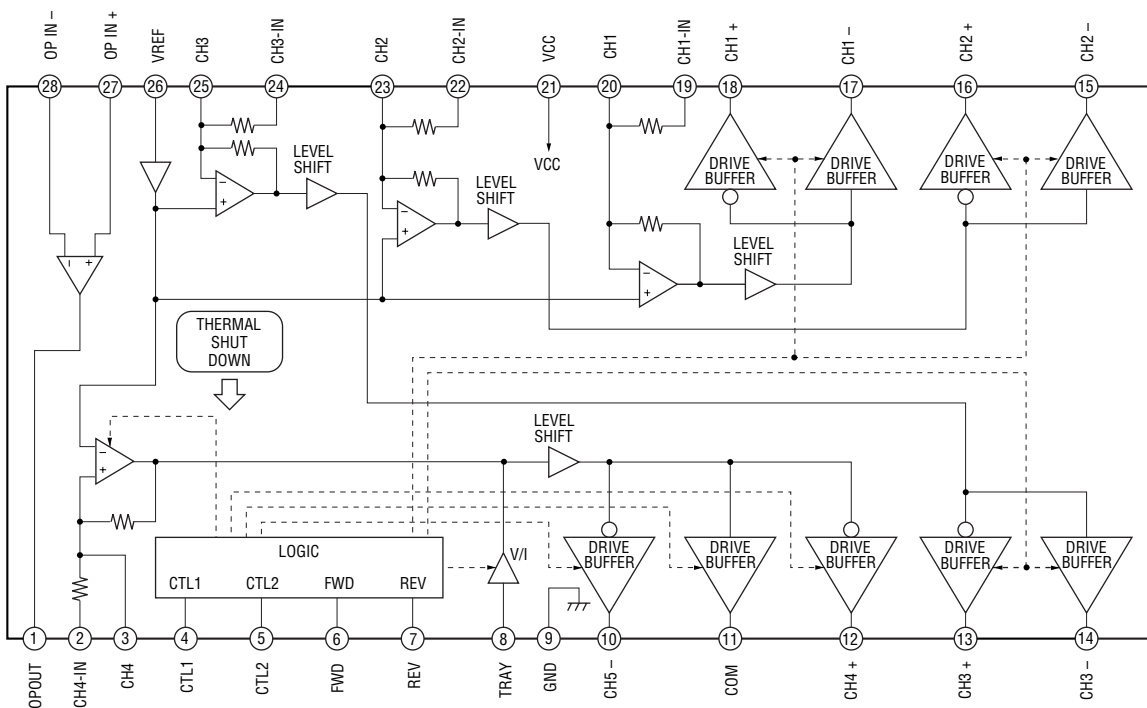 OP IN −
OP IN +
VREF
CH3
CH3-IN
CH2
CH2-IN
VCC
CH1
CH1-IN
CH1 +
CH1 −
CH2 +
CH2 −
28
27
26
25
24
23
22
21
20
19
18
17
16
15
LEVEL
SHIFT
VCC
DRIVE
BUFFER
DRIVE
BUFFER
DRIVE
BUFFER
DRIVE
BUFFER
−
+
LEVEL
SHIFT
−
+
− +
LEVEL
SHIFT
−
+
THERMAL
SHUT
DOWN
LEVEL
SHIFT
−
+
LOGIC
CTL1
CTL2
FWD
REV
V/I
DRIVE
BUFFER
DRIVE
BUFFER
DRIVE
BUFFER
DRIVE
BUFFER
DRIVE
BUFFER
1
2
3
4
5
6
7
8
9
10
11
12
13
14
OPOUT
CH4-IN
CH4
CTL1
CTL2
FWD
REV
TRAY
GND
CH5 −
COM
CH4 +
CH3 +
CH3 −